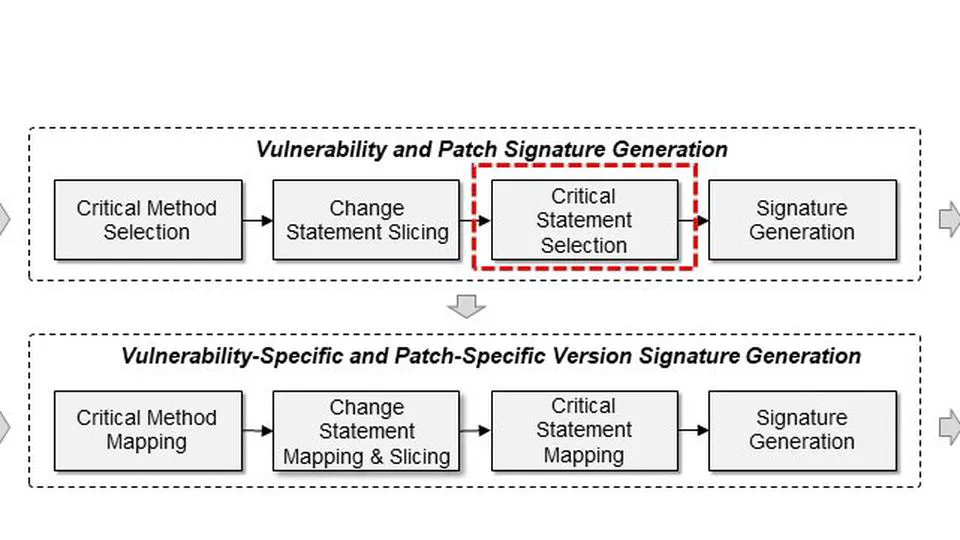 Vulnerability and Patch Signature Generation
Critical Method
Selection
Change
Statement Slicing
Critical
Statement
Selection
Signature
Generation
Vulnerability-Specific and Patch-Specific Version Signature Generation
Critical Method
Mapping
Change
Statement
Mapping & Slicing
Critical
Statement
Mapping
Signature
Generation